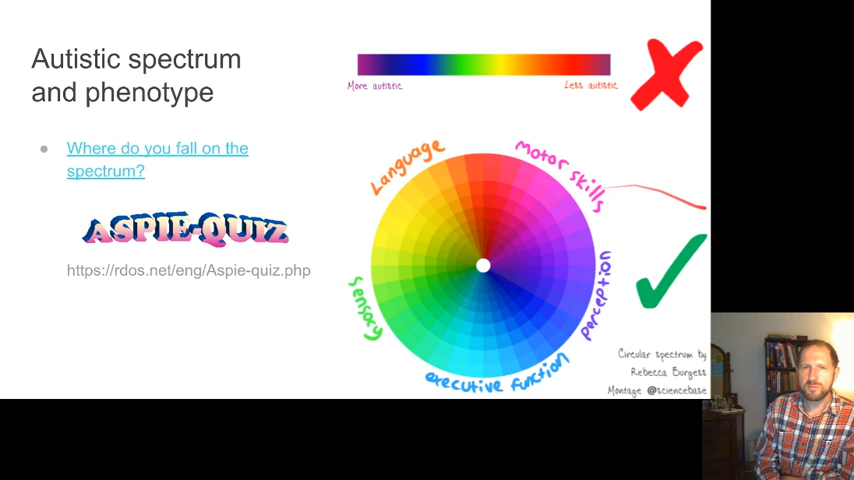 Autistic spectrum
and phenotype
Where do you fall on the
spectrum?
ASPIE-QUIZ
https://rdos.net/eng/Aspie-quiz.php
More autistic
Less autistic
Language
Motor skills
perception
executive function
Sensory
Circular spectrum by
Rebecca Burgess
Montage @sciencebase